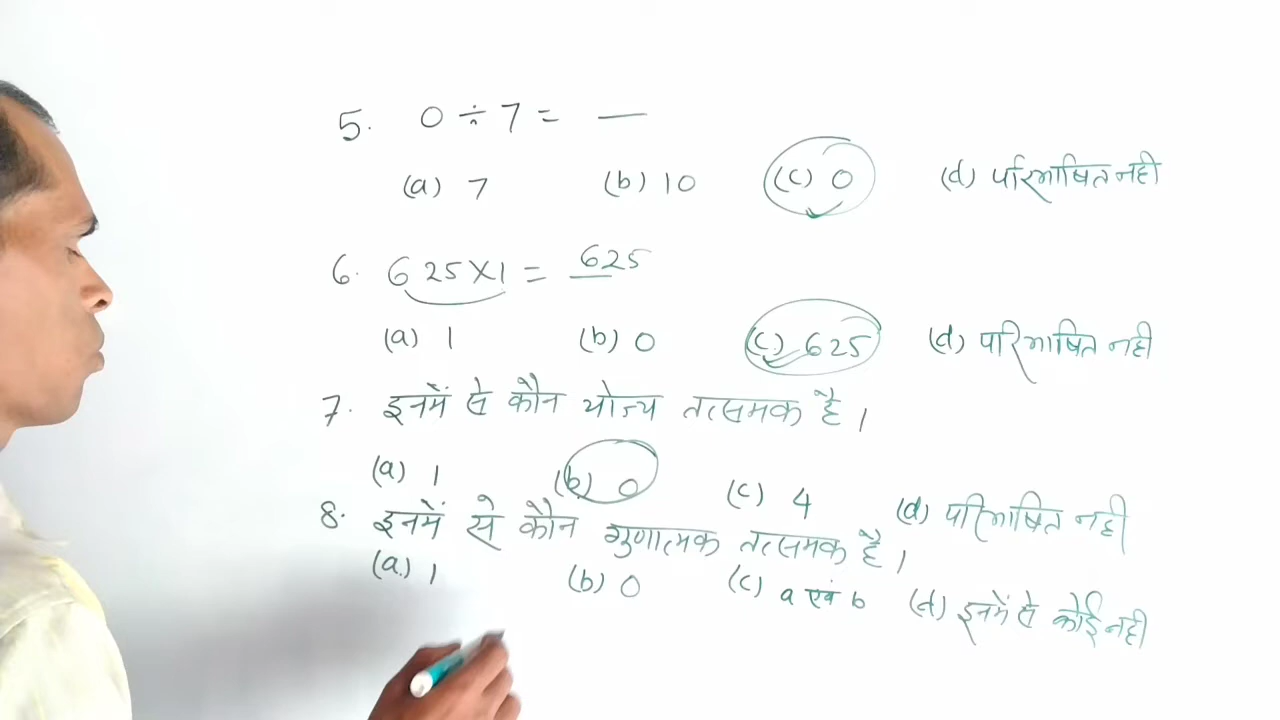 5. 0 ÷ 7 = —
(a) 7 (b) 10 (c) 0 (d) परिभाषित नही
6. 625×1 = 625
(a) 1 (b) 0 (c.) 625 (d) परिभाषित नही
7. इनमें से कौन योज्य तत्समक है।
(a) 1 (b) 0 (c) 4 (d) परिभाषित नही
8. इनमें से कौन गुणात्मक तत्समक है।
(a.) 1 (b) 0 (c) a एवं b (d) इनमें से कोई नही